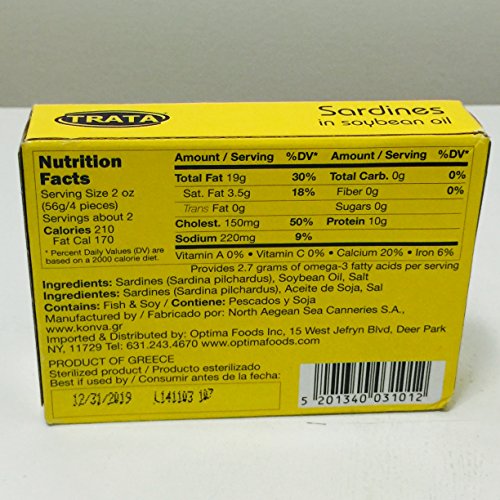 TRATA
Sardines
in soybean oil
Nutrition
Facts
Serving Size 2 oz
(56g/4 pieces)
Servings about 2
Calories 210
Fat Cal 170
* Percent Daily Values (DV) are
based on a 2000 calorie diet.
Amount / Serving %DV* Amount / Serving %DV*
Total Fat 19g 30% Total Carb. 0g 0%
Sat. Fat 3.5g 18% Fiber 0g 0%
Trans Fat 0g Sugars 0g
Cholest. 150mg 50% Protein 10g
Sodium 220mg 9%
Vitamin A 0% • Vitamin C 0% • Calcium 20% • Iron 6%
Provides 2.7 grams of omega-3 fatty acids per serving
Ingredients: Sardines (Sardina pilchardus), Soybean Oil, Salt
Ingredientes: Sardines (Sardina pilchardus), Aceite de Soja, Sal
Contains: Fish & Soy / Contiene: Pescados y Soja
Manufactured by / Fabricado por: North Aegean Sea Canneries S.A.,
www.konva.gr
Imported & Distributed by: Optima Foods Inc, 15 West Jefryn Blvd, Deer Park
NY, 11729 Tel: 631.243.4670 www.optimafoods.com
PRODUCT OF GREECE
Sterilized product / Producto esterilizado
Best if used by / Consumir antes de la fecha:
12/31/2019 L141103 107
5 201340 031012